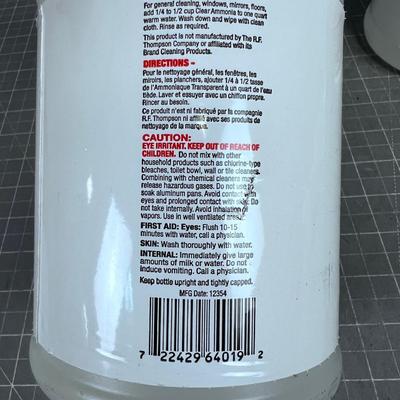 For general cleaning, windows, mirrors, floors,
add 1/4 to 1/2 cup Clear Ammonia to one quart
warm water. Wash down and wipe with clean
cloth. Rinse as required.
This product is not manufactured by The R.F.
Thompson Company or affiliated with its
Brand Cleaning Products.
DIRECTIONS –
Pour le nettoyage général, les fenêtres, les
miroirs, les planchers, ajouter 1/4 à 1/2 tasse
de l'Ammoniaque Transparent à un quart de l'eau
tiède. Laver et essuyer avec un chiffon propre.
Rincer au besoin.
Ce produit n'est ni fabriqué par la compagnie
R.F. Thompson ni affilié avec ses produits de
nettoyage de la marque.
CAUTION:
EYE IRRITANT. KEEP OUT OF REACH OF
CHILDREN. Do not mix with other
household products such as chlorine-type
bleaches, toilet bowl, wall or tile cleaners.
Combining with chemical cleaners may
release hazardous gases. Do not use to
soak aluminum pans. Avoid contact with
eyes and prolonged contact with skin. Do
not take internally. Avoid inhalation of
vapors. Use in well ventilated area.
FIRST AID: Eyes: Flush 10-15
minutes with water, call a physician.
SKIN: Wash thoroughly with water.
INTERNAL: Immediately give large
amounts of milk or water. Do not
induce vomiting. Call a physician.
Keep bottle upright and tightly capped.
MFG Date: 12354
7 22429 64019 2